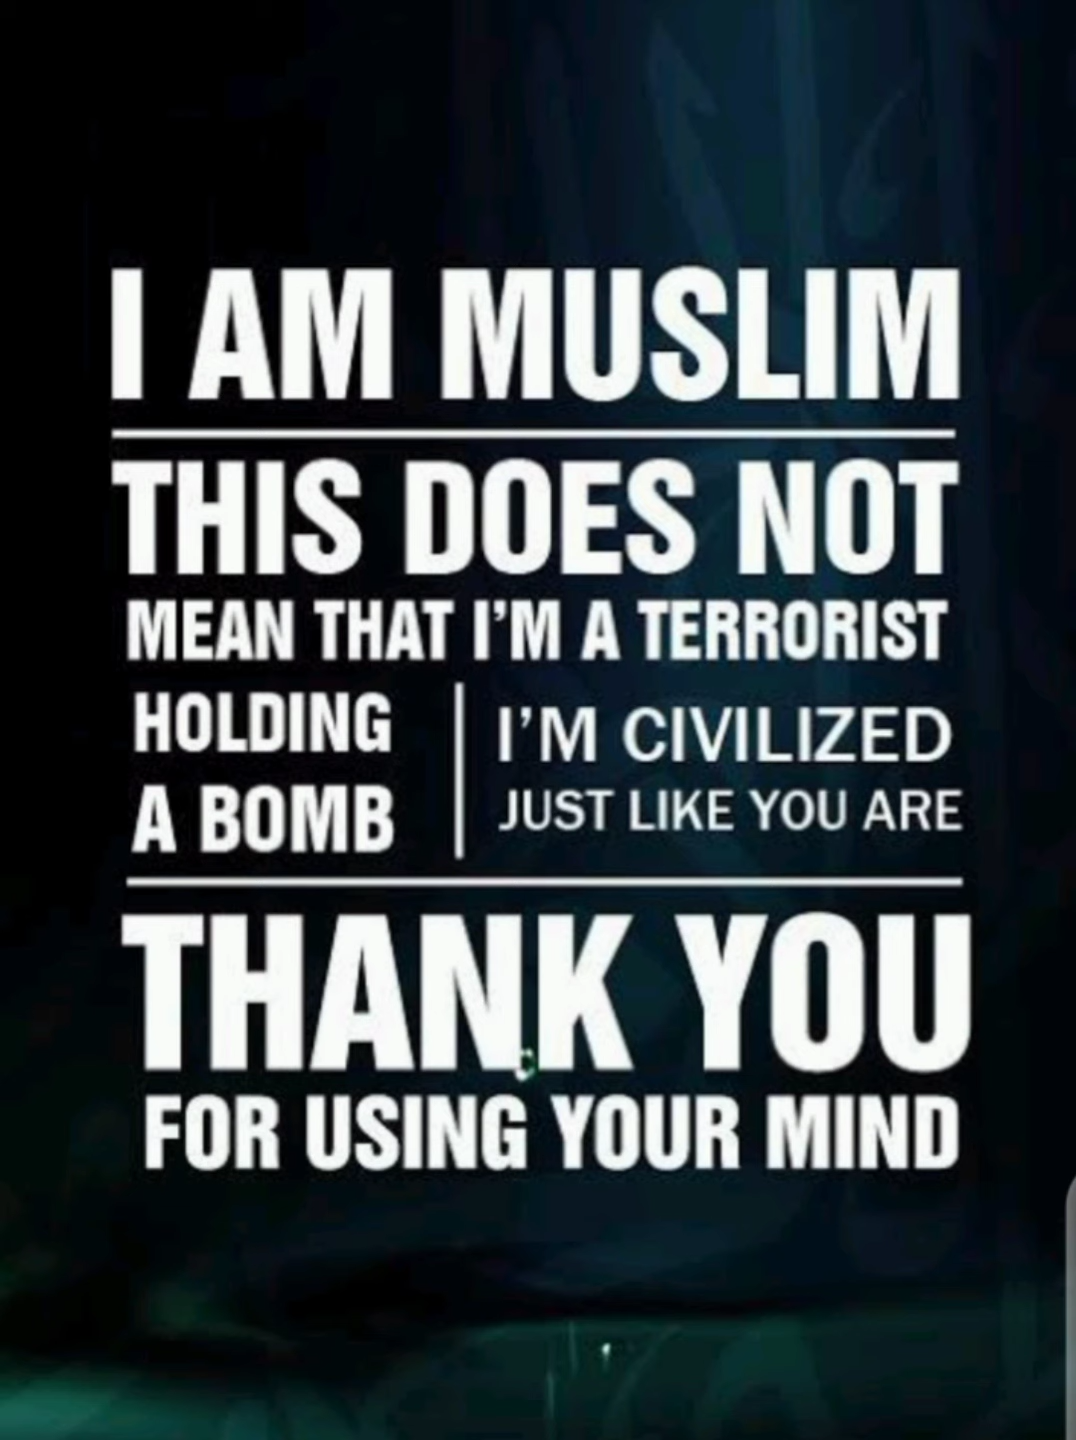 I AM MUSLIM
THIS DOES NOT
MEAN THAT I'M A TERRORIST
HOLDING
A BOMB
I'M CIVILIZED
JUST LIKE YOU ARE
THANK YOU
FOR USING YOUR MIND